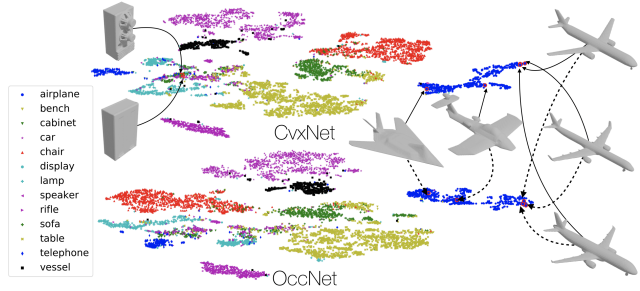 airplane
bench
cabinet
car
chair
display
lamp
speaker
rifle
sofa
table
telephone
vessel
CvxNet
OccNet